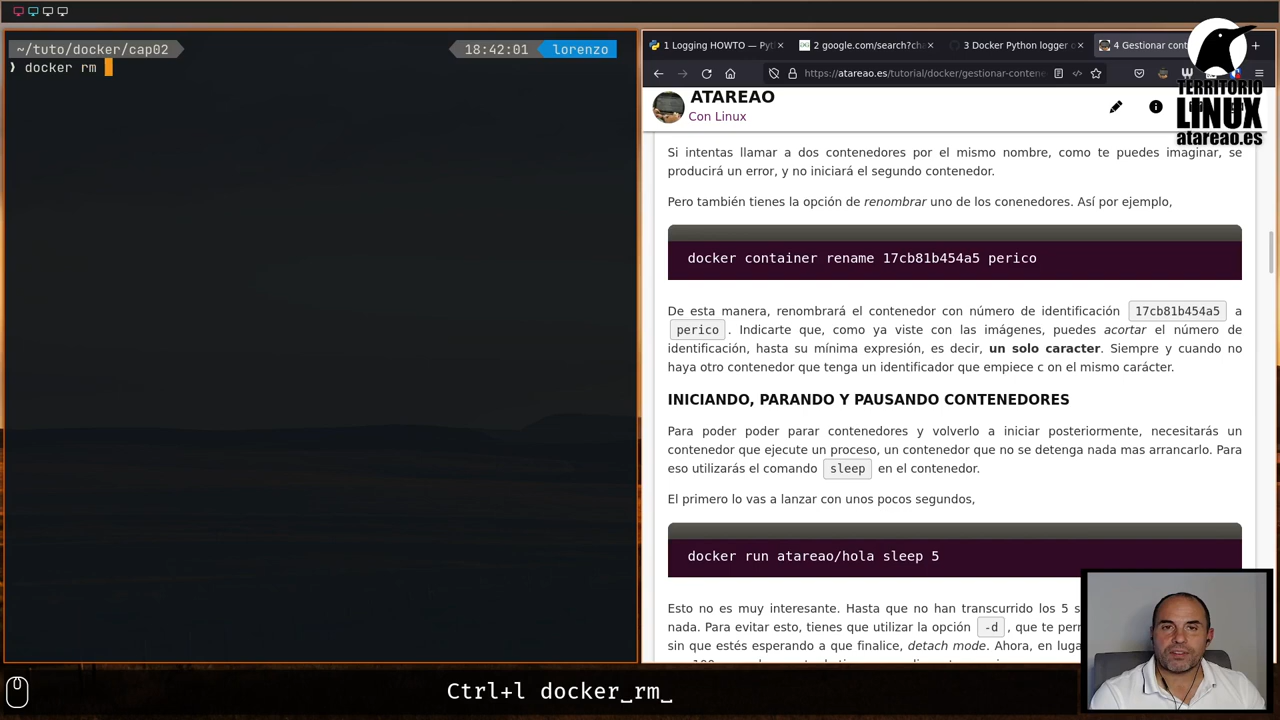 ~/tuto/docker/cap02
18:42:01
lorenzo
❯ docker rm
1 Logging HOWTO — Pyt
2 google.com/search?cha
3 Docker Python logger o
4 Gestionar cont
https://atareao.es/tutorial/docker/gestionar-contene
TERRITORIO
LINUX
atareao.es
ATAREAO
Con Linux
Si intentas llamar a dos contenedores por el mismo nombre, como te puedes imaginar, se
producirá un error, y no iniciará el segundo contenedor.
Pero también tienes la opción de renombrar uno de los conenedores. Así por ejemplo,
docker container rename 17cb81b454a5 perico
De esta manera, renombrará el contenedor con número de identificación 17cb81b454a5 a
perico . Indicarte que, como ya viste con las imágenes, puedes acortar el número de
identificación, hasta su mínima expresión, es decir, un solo caracter. Siempre y cuando no
haya otro contenedor que tenga un identificador que empiece c on el mismo carácter.
INICIANDO, PARANDO Y PAUSANDO CONTENEDORES
Para poder poder parar contenedores y volverlo a iniciar posteriormente, necesitarás un
contenedor que ejecute un proceso, un contenedor que no se detenga nada mas arrancarlo. Para
eso utilizarás el comando sleep en el contenedor.
El primero lo vas a lanzar con unos pocos segundos,
docker run atareao/hola sleep 5
Esto no es muy interesante. Hasta que no han transcurrido los 5 s
nada. Para evitar esto, tienes que utilizar la opción -d , que te perm
sin que estés esperando a que finalice, detach mode. Ahora, en luga
Ctrl+l docker␣rm␣